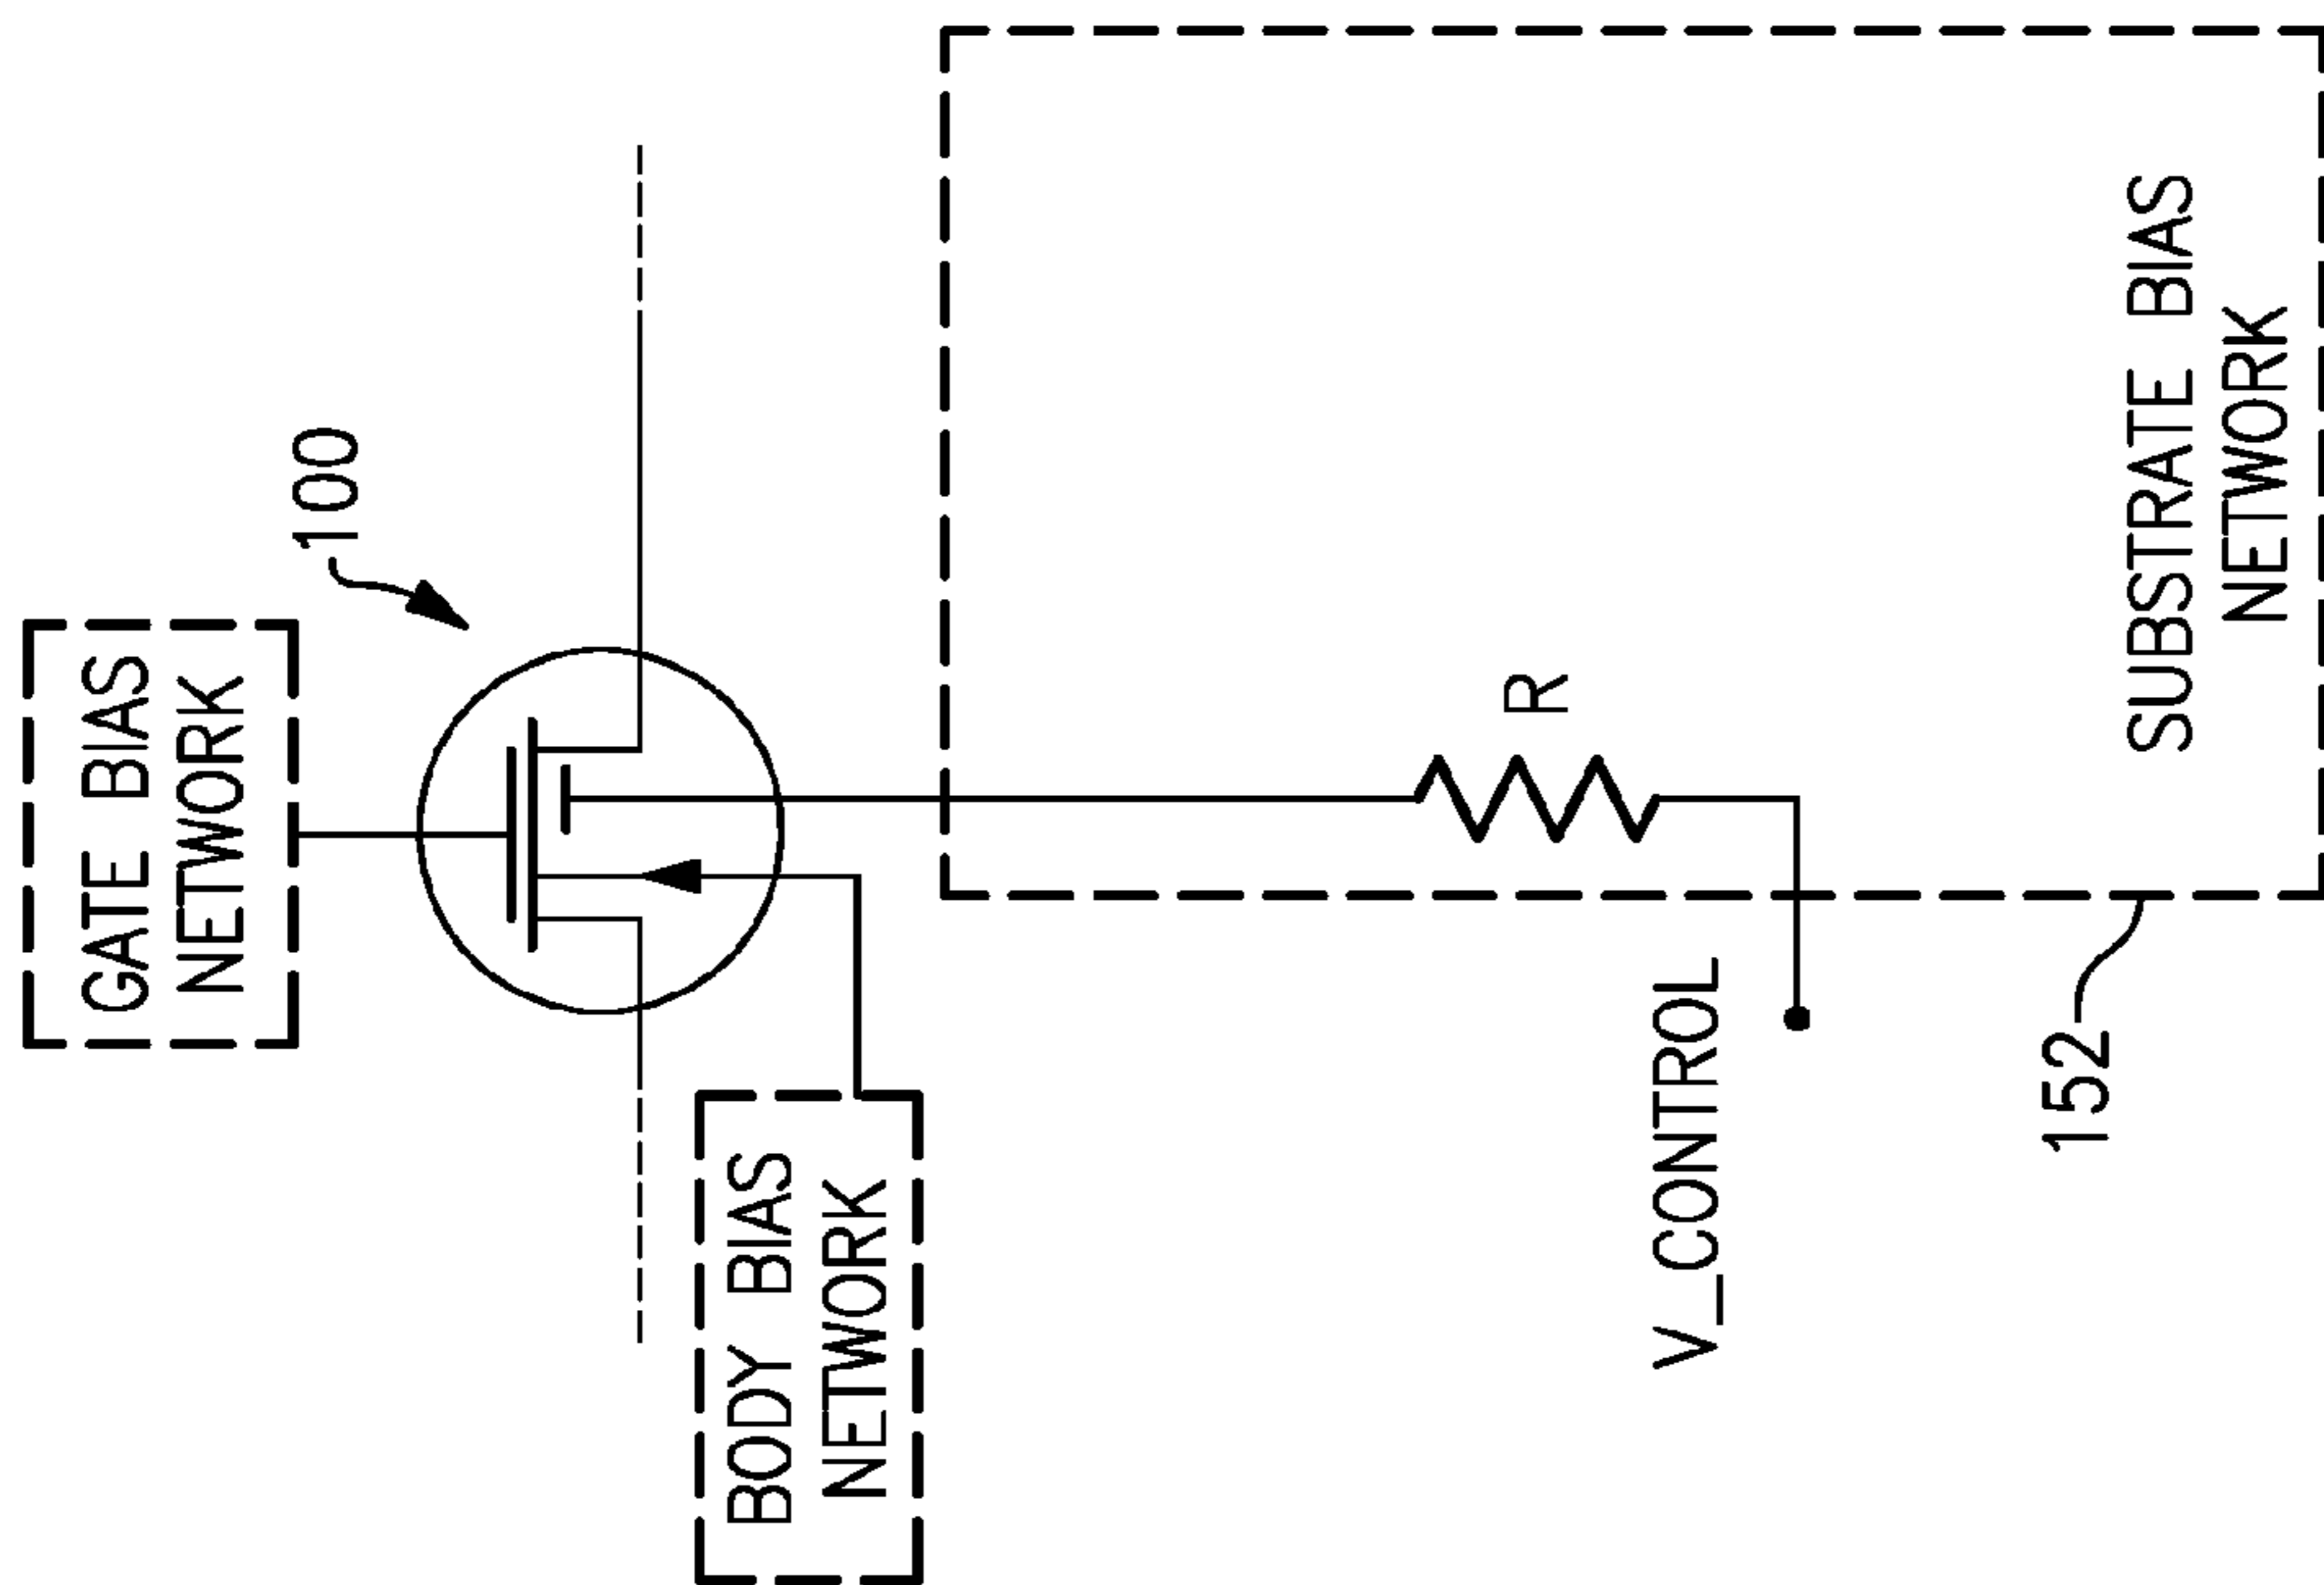 GATE BIAS
NETWORK
100
BODY BIAS
NETWORK
R
V_CONTROL
152
SUBSTRATE BIAS
NETWORK